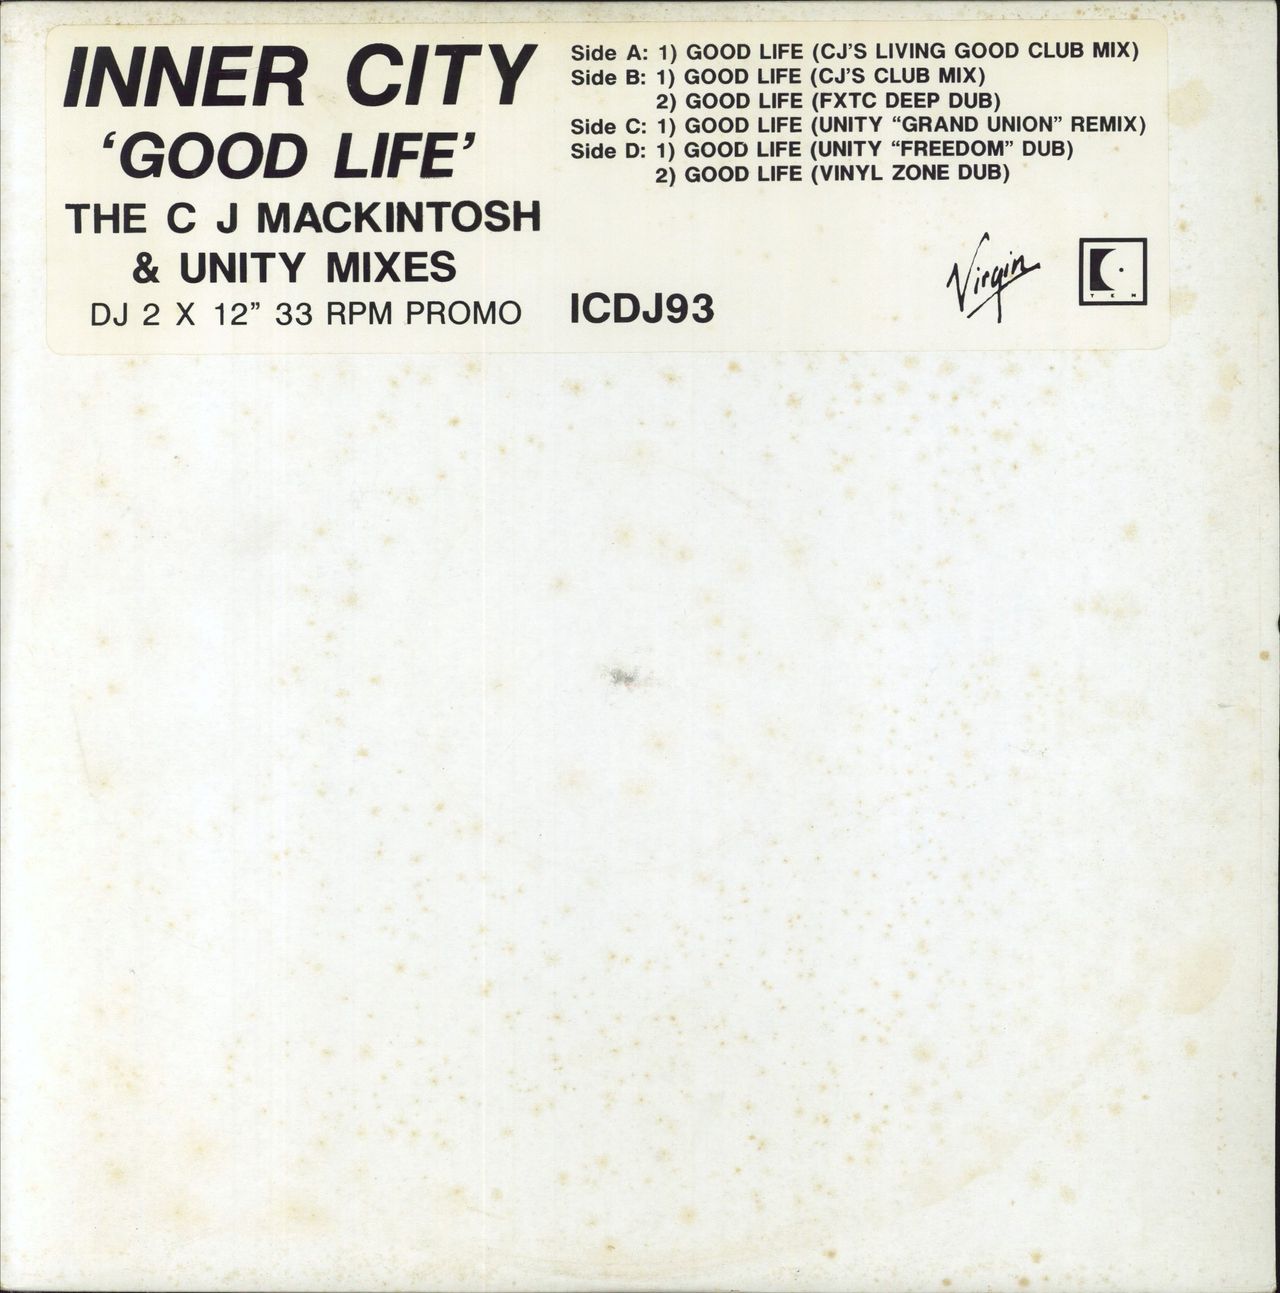 INNER CITY
'GOOD LIFE'
THE C J MACKINTOSH
& UNITY MIXES
DJ 2 X 12” 33 RPM PROMO
Side A: 1) GOOD LIFE (CJ'S LIVING GOOD CLUB MIX)
Side B: 1) GOOD LIFE (CJ'S CLUB MIX)
2) GOOD LIFE (FXTC DEEP DUB)
Side C: 1) GOOD LIFE (UNITY “GRAND UNION” REMIX)
Side D: 1) GOOD LIFE (UNITY “FREEDOM” DUB)
2) GOOD LIFE (VINYL ZONE DUB)
ICDJ93
Virgin
TEN